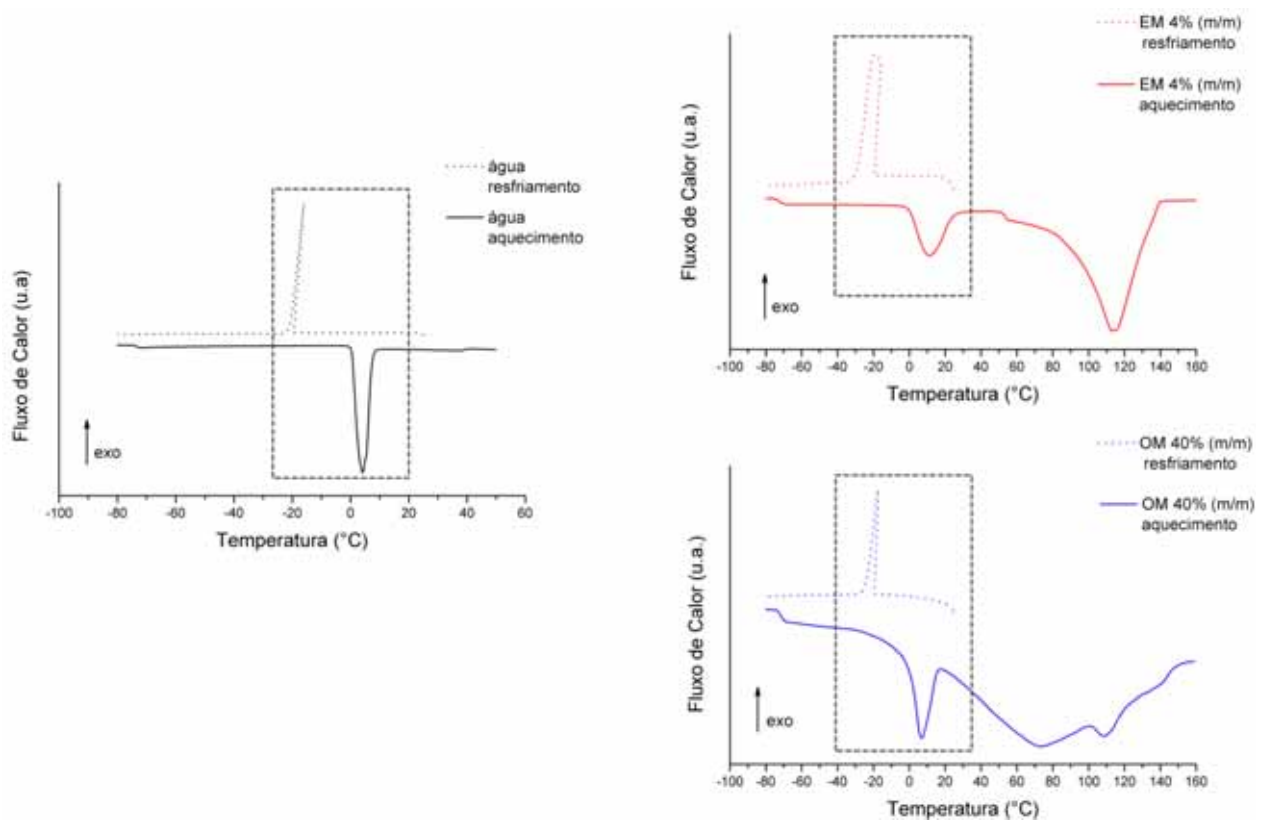 água
resfriamento
água
aquecimento
Fluxo de Calor (u.a)
exo
-100 -80 -60 -40 -20 0 20 40 60
Temperatura (°C)
EM 4% (m/m)
resfriamento
EM 4% (m/m)
aquecimento
Fluxo de Calor (u.a.)
exo
-100 -80 -60 -40 -20 0 20 40 60 80 100 120 140 160
Temperatura (°C)
OM 40% (m/m)
resfriamento
OM 40% (m/m)
aquecimento
Fluxo de Calor (u.a.)
exo
-100 -80 -60 -40 -20 0 20 40 60 80 100 120 140 160
Temperatura (°C)